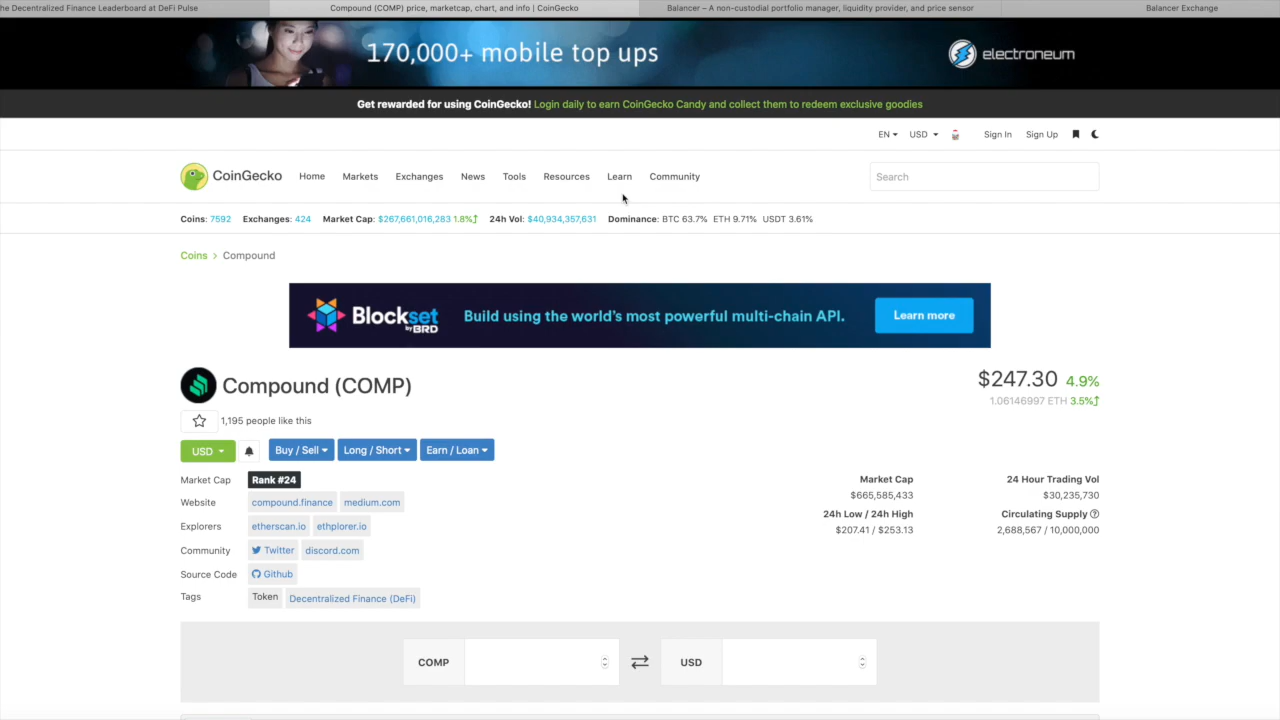 he Decentralized Finance Leaderboard at DeFi Pulse
Compound (COMP) price, marketcap, chart, and info | CoinGecko
Balancer – A non-custodial portfolio manager, liquidity provider, and price sensor
Balancer Exchange
170,000+ mobile top ups
electroneum
Get rewarded for using CoinGecko! Login daily to earn CoinGecko Candy and collect them to redeem exclusive goodies
EN USD Sign In Sign Up
CoinGecko Home Markets Exchanges News Tools Resources Learn Community Search
Coins: 7592 Exchanges: 424 Market Cap: $267,661,016,283 1.8% 24h Vol: $40,934,357,631 Dominance: BTC 63.7% ETH 9.71% USDT 3.61%
Coins > Compound
Blockset by BRD Build using the world's most powerful multi-chain API. Learn more
Compound (COMP)
$247.30 4.9%
1.06146997 ETH 3.5%
1,195 people like this
USD Buy / Sell Long / Short Earn / Loan
Market Cap Rank #24
Website compound.finance medium.com
Explorers etherscan.io ethplorer.io
Community Twitter discord.com
Source Code Github
Tags Token Decentralized Finance (DeFi)
Market Cap
$665,585,433
24 Hour Trading Vol
$30,235,730
24h Low / 24h High
$207.41 / $253.13
Circulating Supply ?
2,688,567 / 10,000,000
COMP USD